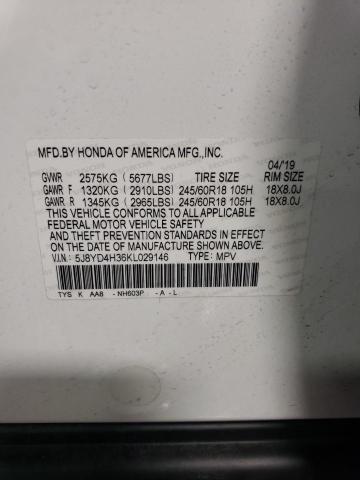 MFD.BY HONDA OF AMERICA MFG.,INC.
04/19
GVWR 2575KG ( 5677LBS) TIRE SIZE RIM SIZE
GAWR F 1320KG ( 2910LBS) 245/60R18 105H 18X8.0J
GAWR R 1345KG ( 2965LBS) 245/60R18 105H 18X8.0J
THIS VEHICLE CONFORMS TO ALL APPLICABLE
FEDERAL MOTOR VEHICLE SAFETY
AND THEFT PREVENTION STANDARDS IN EFFECT
ON THE DATE OF MANUFACTURE SHOWN ABOVE.
V.I.N.: 5J8YD4H36KL029146 TYPE: MPV
TYS K AA8 - NH603P - A - L